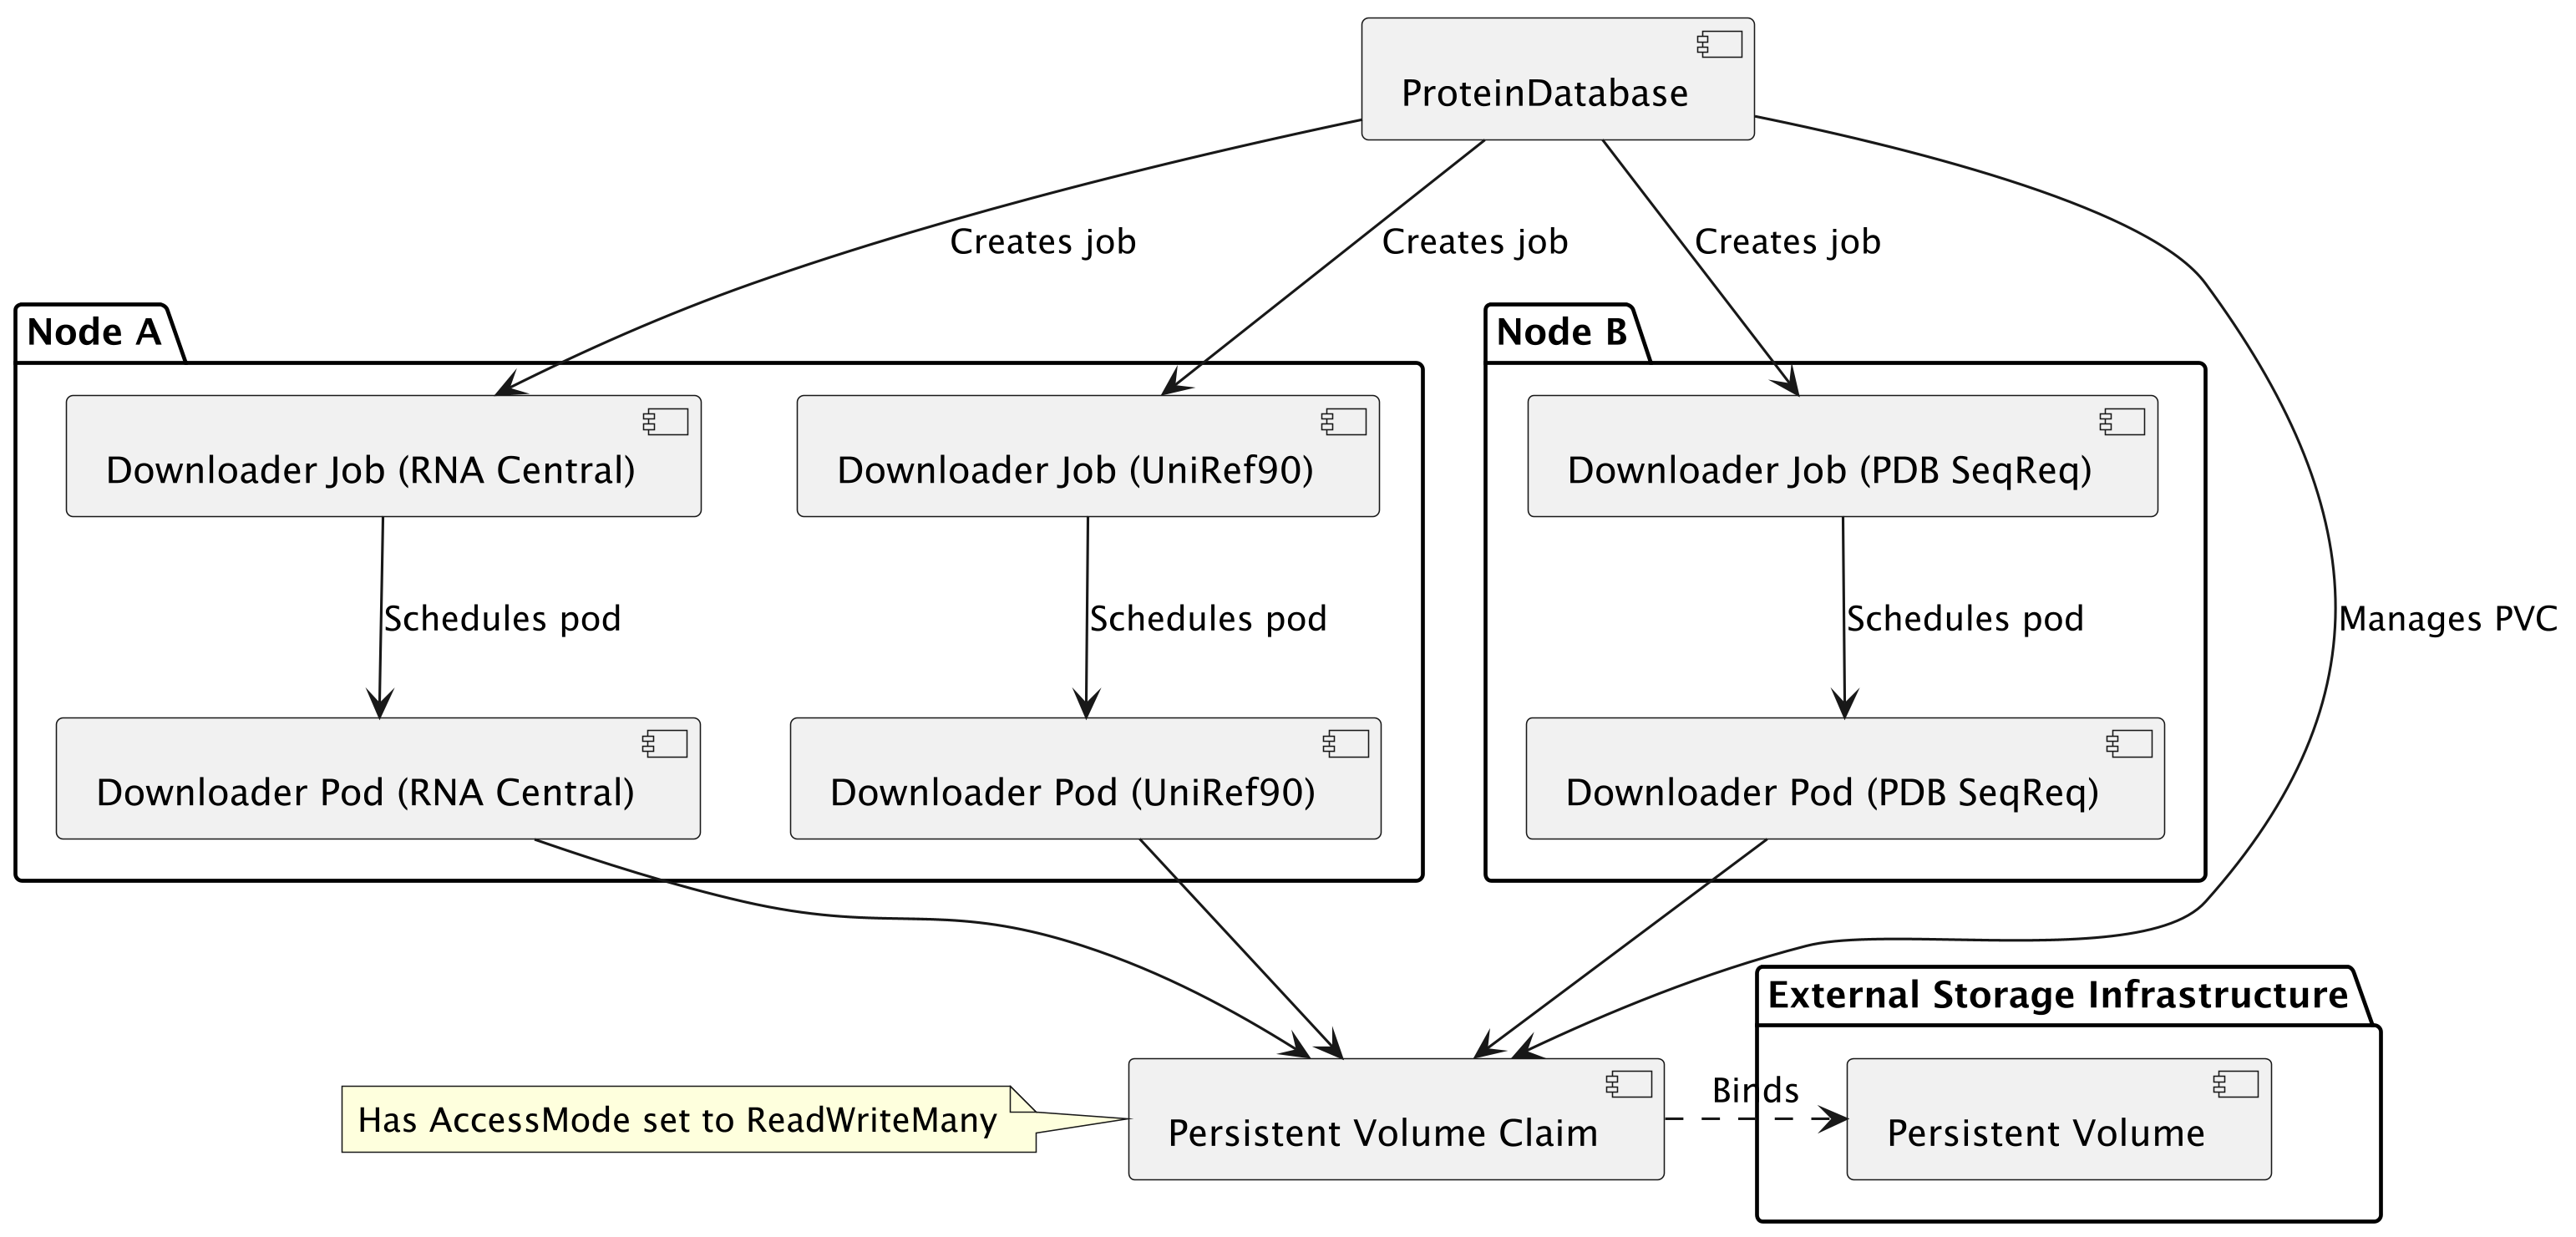 ProteinDatabase
Creates job
Creates job
Creates job
Node A
Node B
Downloader Job (RNA Central)
Downloader Job (UniRef90)
Downloader Job (PDB SeqReq)
Schedules pod
Schedules pod
Schedules pod
Manages PVC
Downloader Pod (RNA Central)
Downloader Pod (UniRef90)
Downloader Pod (PDB SeqReq)
External Storage Infrastructure
Has AccessMode set to ReadWriteMany
Persistent Volume Claim
Binds
Persistent Volume